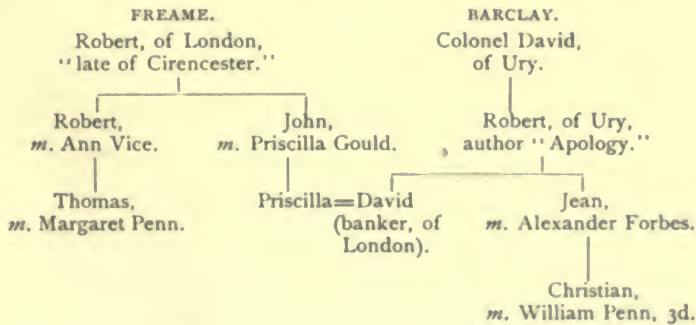 FREAME.
BARCLAY.
Robert, of London,
"late of Cirencester."
Colonel David,
of Ury.
Robert,
m. Ann Vice.
John,
m. Priscilla Gould.
Robert, of Ury,
author "Apology."
Thomas,
m. Margaret Penn.
Priscilla=David
(banker, of
London).
Jean,
m. Alexander Forbes.
Christian,
m. William Penn, 3d.